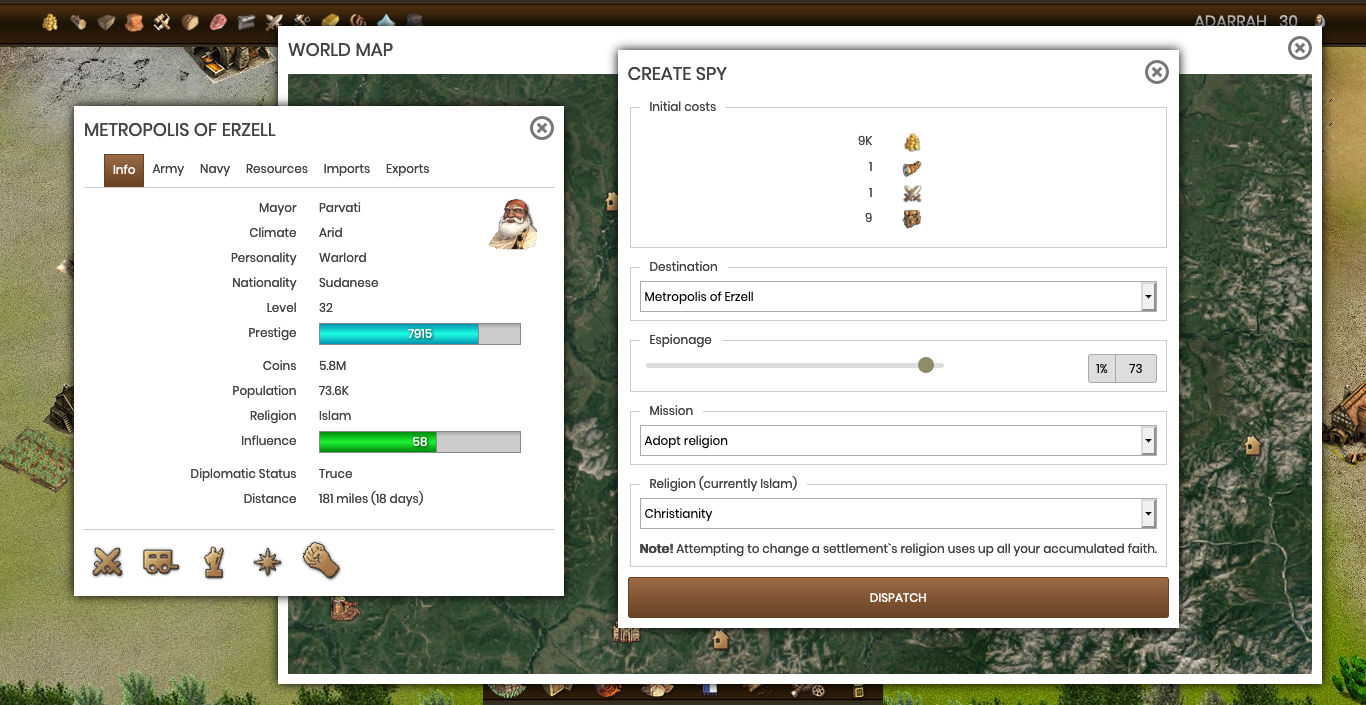 ADARRAH 30
WORLD MAP
CREATE SPY
Initial costs
9K
1
1
9
Destination
Metropolis of Erzell
Espionage
1% 73
Mission
Adopt religion
Religion (currently Islam)
Christianity
Note! Attempting to change a settlement`s religion uses up all your accumulated faith.
DISPATCH
METROPOLIS OF ERZELL
Info Army Navy Resources Imports Exports
Mayor Parvati
Climate Arid
Personality Warlord
Nationality Sudanese
Level 32
Prestige 7915
Coins 5.8M
Population 73.6K
Religion Islam
Influence 58
Diplomatic Status Truce
Distance 181 miles (18 days)